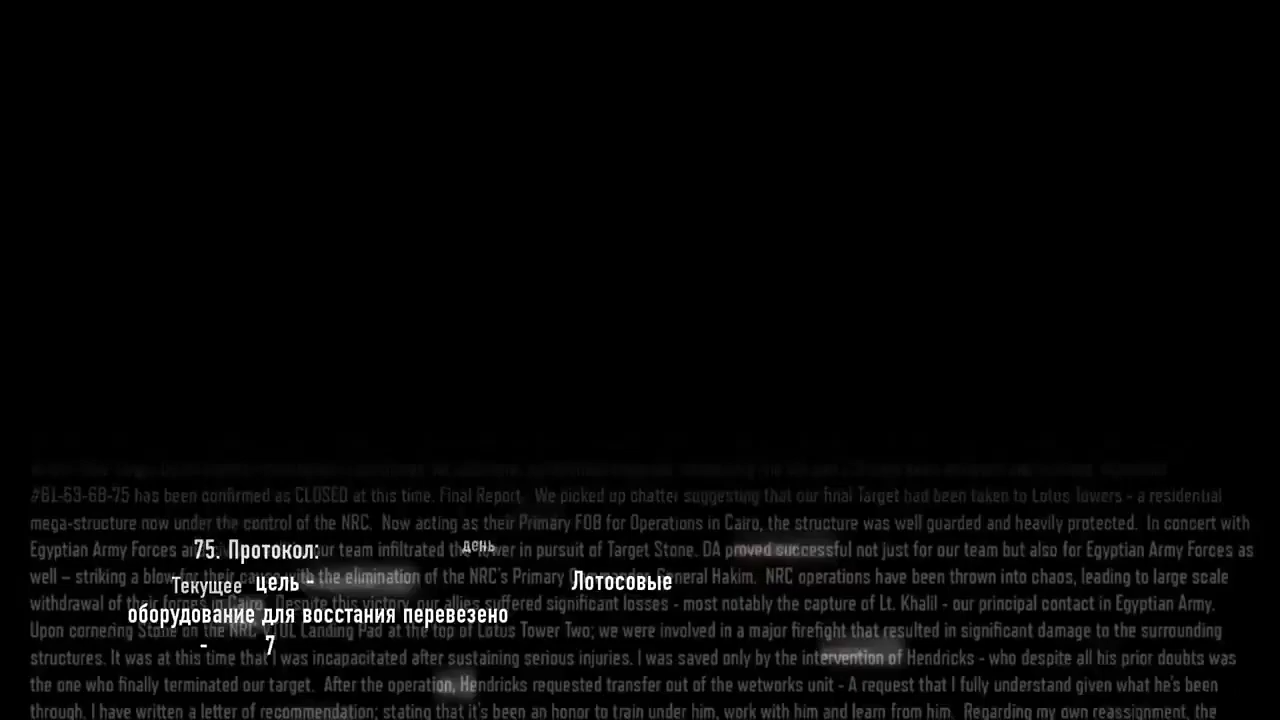 #61-63-68-75 has been confirmed as CLOSED at this time. Final Report. We picked up chatter suggesting that our final Target had been taken to Lotus Towers - a residential
mega-structure now under the control of the NRC. Now acting as their Primary FOB for Operations in Cairo, the structure was well guarded and heavily protected. In concert with
Egyptian Army Forces our team infiltrated the in pursuit of Target Stone. DA proved successful not just for our team but also for Egyptian Army Forces as
75. Протокол:
день
well – striking a blow for their cause with the elimination of the NRC's Primary General Hakim. NRC operations have been thrown into chaos, leading to large scale
Текущее цель - Лотосовые
withdrawal of their forces in Cairo. Despite this victory our allies suffered significant losses - most notably the capture of Lt. Khalil - our principal contact in Egyptian Army.
оборудование для восстания перевезено
Upon cornering Stone on the NRC VTOL Landing Pad at the top of Lotus Tower Two; we were involved in a major firefight that resulted in significant damage to the surrounding
- 7
structures. It was at this time that I was incapacitated after sustaining serious injuries. I was saved only by the intervention of Hendricks - who despite all his prior doubts was
the one who finally terminated our target. After the operation, Hendricks requested transfer out of the wetworks unit - A request that I fully understand given what he's been
through. I have written a letter of recommendation; stating that it's been an honor to train under him, work with him and learn from him. Regarding my own reassignment, the